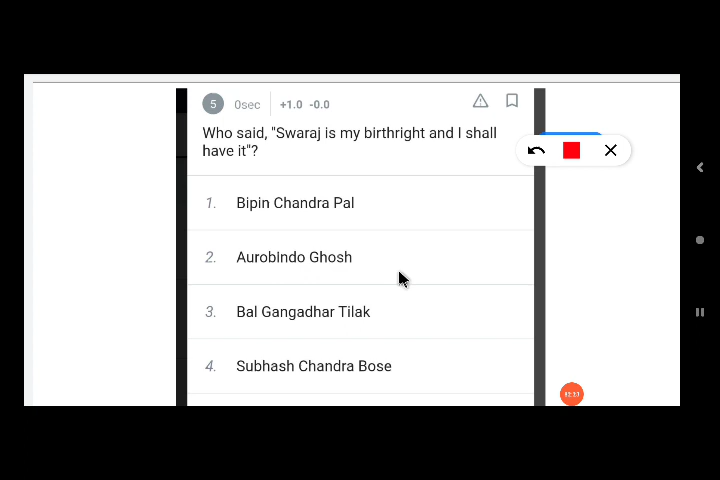 5 0sec +1.0 -0.0
Who said, "Swaraj is my birthright and I shall
have it"?
1. Bipin Chandra Pal
2. Aurobindo Ghosh
3. Bal Gangadhar Tilak
4. Subhash Chandra Bose